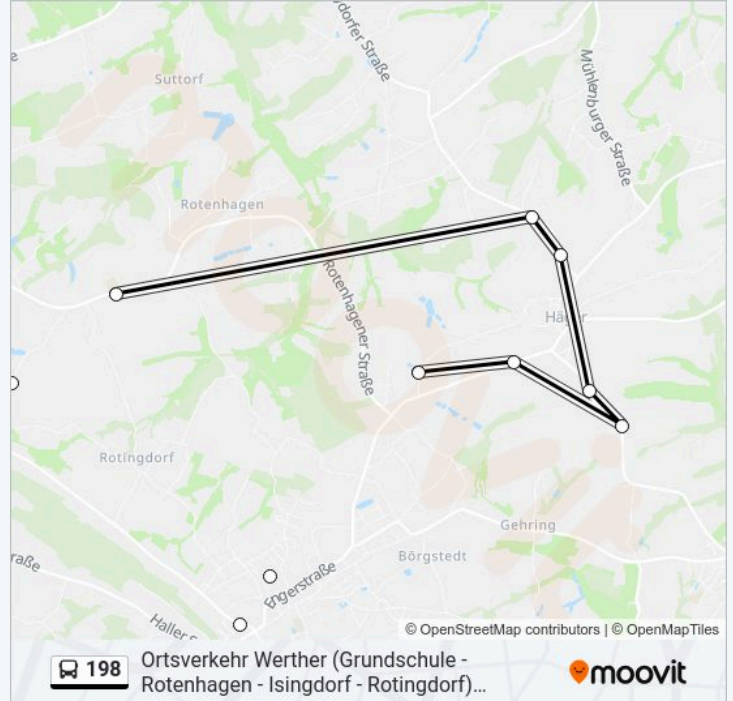 dorfer Straße
Mühlenburger Straße
Suttorf
Rotenhagen
Rotenhagener Straße
Häger
Rotingdorf
Gehring
Börgstedt
raße
Engerstraße
Haller S
© OpenStreetMap contributors | © OpenMapTiles
198
Ortsverkehr Werther (Grundschule -
Rotenhagen - Isingdorf - Rotingdorf)...
moovit